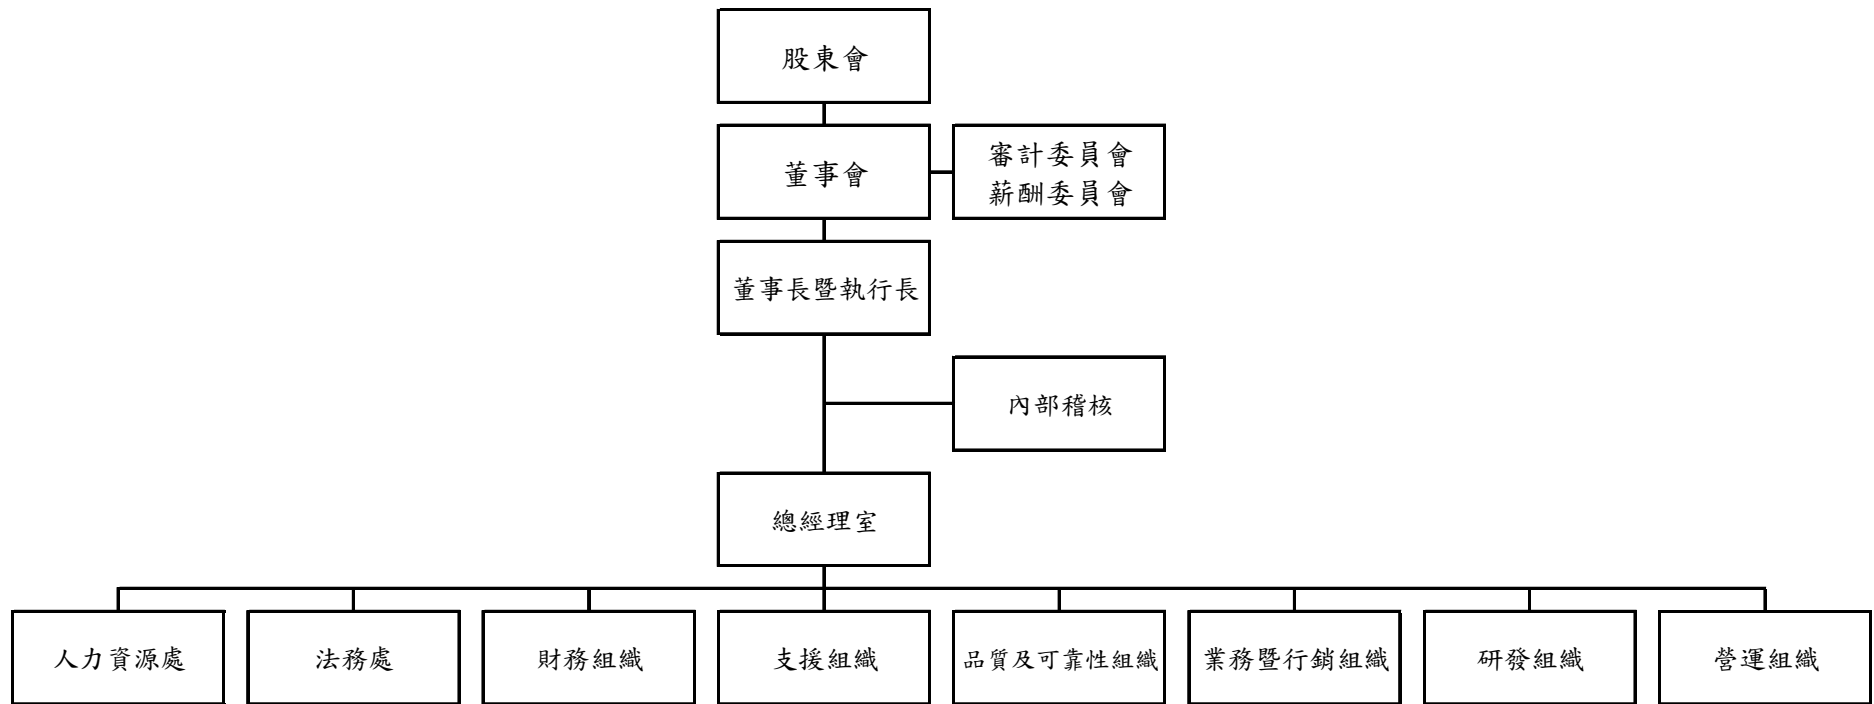 股東會
董事會
審計委員會
薪酬委員會
董事長暨執行長
內部稽核
總經理室
人力資源處
法務處
財務組織
支援組織
品質及可靠性組織
業務暨行銷組織
研發組織
營運組織